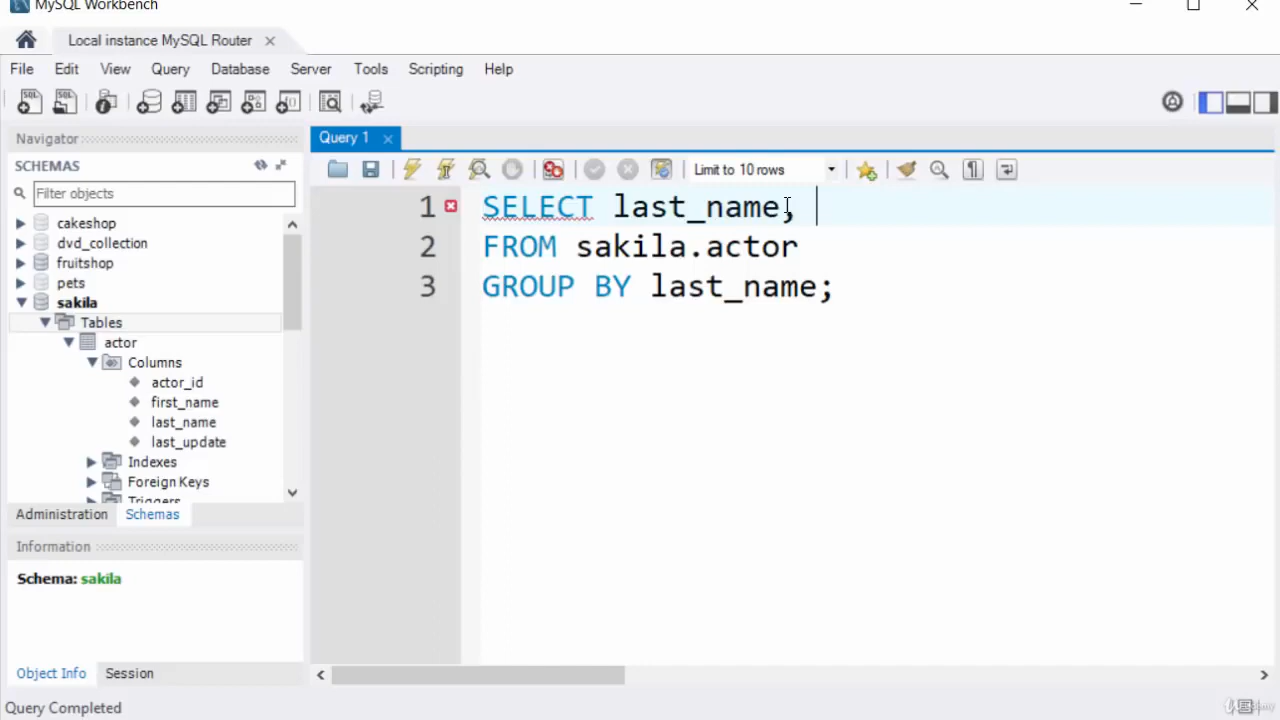 MySQL Workbench
Local instance MySQL Router
File Edit View Query Database Server Tools Scripting Help
Navigator
SCHEMAS
Filter objects
cakeshop
dvd_collection
fruitshop
pets
sakila
Tables
actor
Columns
actor_id
first_name
last_name
last_update
Indexes
Foreign Keys
Triggers
Administration Schemas
Information
Schema: sakila
Object Info Session
Query Completed
Query 1
Limit to 10 rows
1 SELECT last_name,
2 FROM sakila.actor
3 GROUP BY last_name;